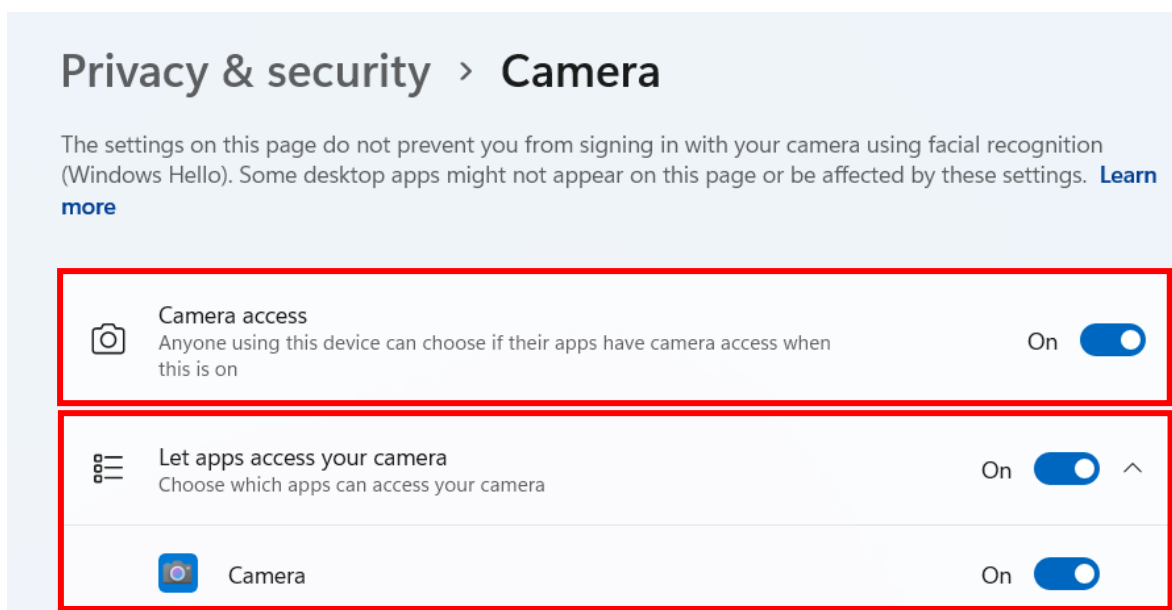 Privacy & security > Camera
The settings on this page do not prevent you from signing in with your camera using facial recognition
(Windows Hello). Some desktop apps might not appear on this page or be affected by these settings. Learn
more
Camera access
Anyone using this device can choose if their apps have camera access when
this is on
On
Let apps access your camera
Choose which apps can access your camera
On
Camera
On